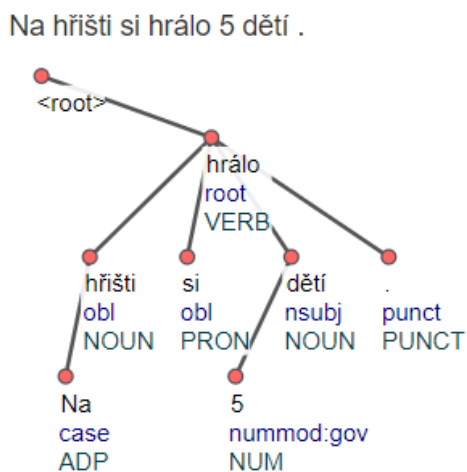 Na hřišti si hrálo 5 dětí .
<root>
hrálo
root
VERB
hřišti si dětí .
obl obl nsubj punct
NOUN PRON NOUN PUNCT
Na 5
case nummod:gov
ADP NUM